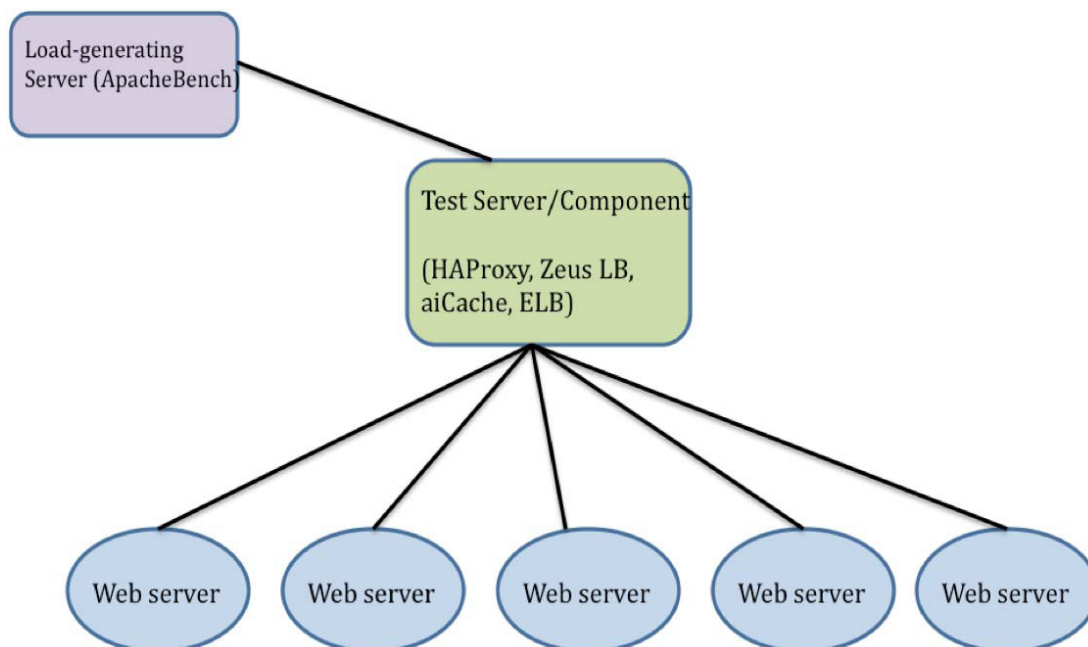 Load-generating
Server (ApacheBench)
Test Server/Component
(HAProxy, Zeus LB,
aiCache, ELB)
Web server
Web server
Web server
Web server
Web server